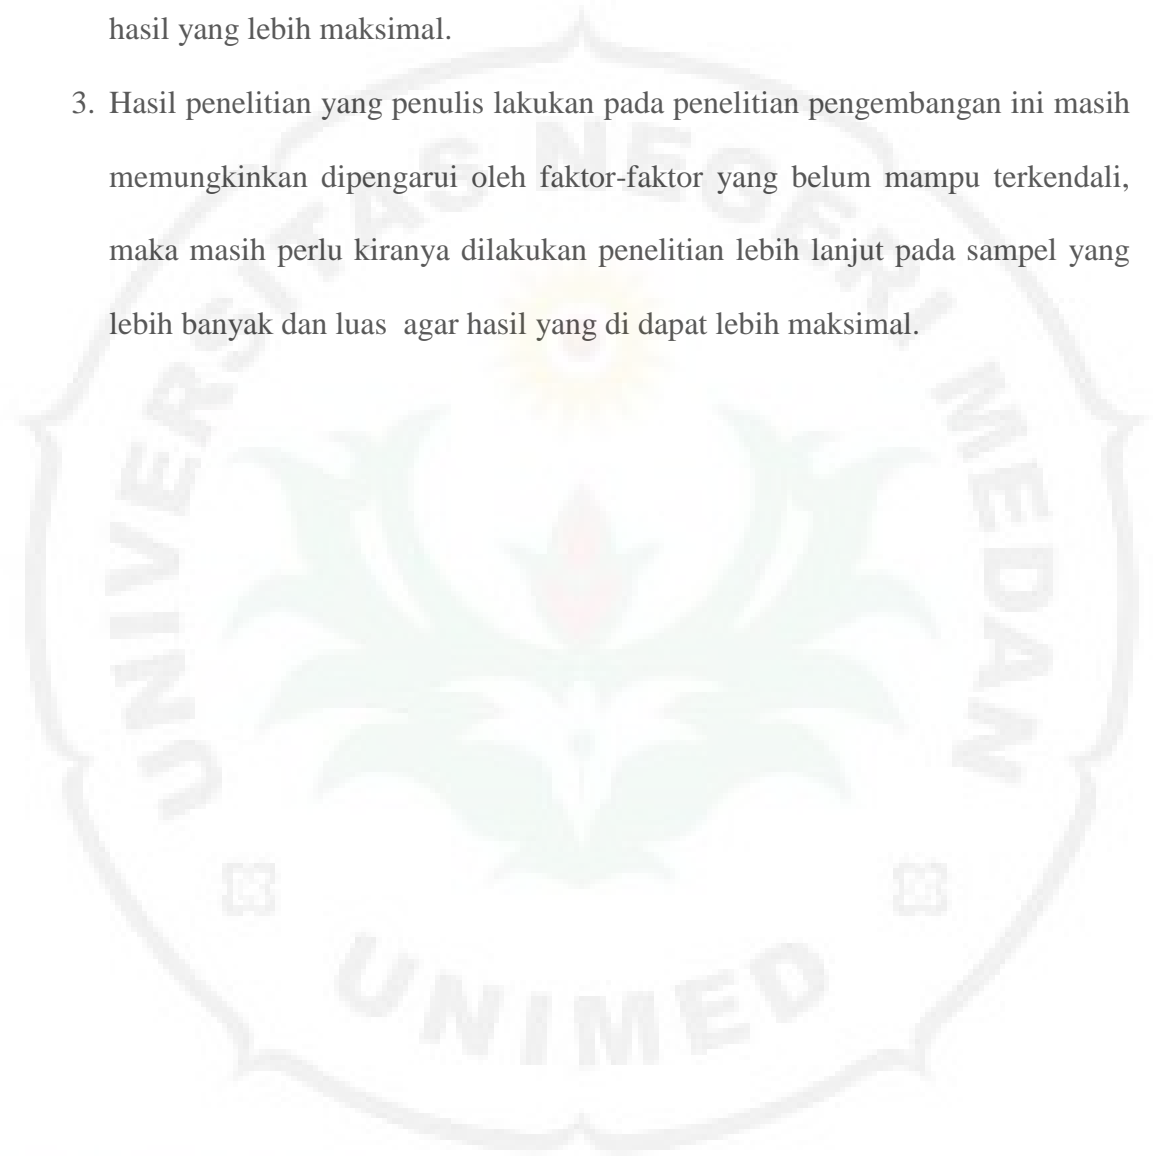 hasil yang lebih maksimal.
3. Hasil penelitian yang penulis lakukan pada penelitian pengembangan ini masih
memungkinkan dipengarui oleh faktor-faktor yang belum mampu terkendali,
maka masih perlu kiranya dilakukan penelitian lebih lanjut pada sampel yang
lebih banyak dan luas  agar hasil yang di dapat lebih maksimal.
UNIVERSITAS NEGERI MEDAN
UNIMED